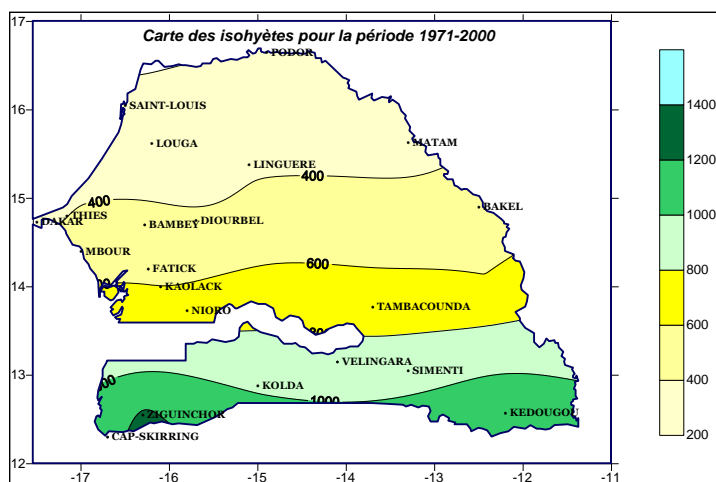 Carte des isohyètes pour la période 1971-2000
17
PODOR
16
SAINT-LOUIS
LOUGA
MATAM
LINGUERE
400
15
400
THIES
DAKAR
BAMBEY
DIOURBEL
BAKEL
MBOUR
600
FATICK
14
KAOLACK
NIORO
TAMBACOUNDA
VELINGARA
SIMENTI
13
KOLDA
1000
ZIGUINCHOR
KEDOUGOU
CAP-SKIRRING
12
-17
-16
-15
-14
-13
-12
-11
1400
1200
1000
800
600
400
200